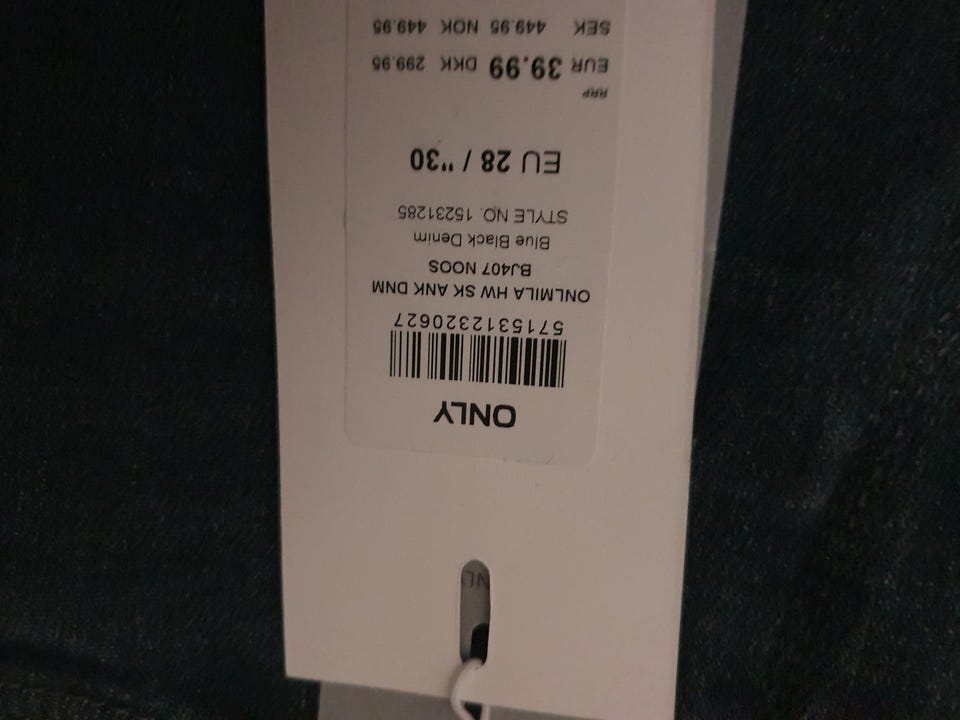 ONLY
5715312320627
ONLMILA HW SK ANK DNM
BJ407 NOOS
Blue Black Denim
STYLE NO. 15231285
EU 28 / "30
RRP
EUR 39.99 DKK 299.95
SEK 449.95 NOK 449.95